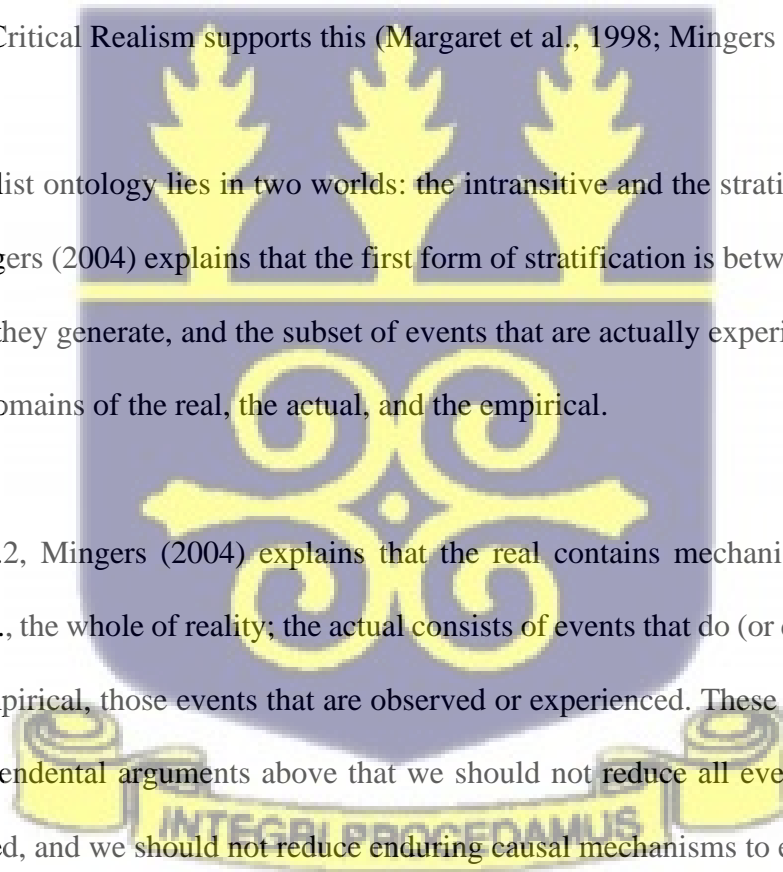 Critical Realism supports this (Margaret et al., 1998; Mingers
list ontology lies in two worlds: the intransitive and the strati
gers (2004) explains that the first form of stratification is betw
they generate, and the subset of events that are actually experi
omains of the real, the actual, and the empirical.
.2, Mingers (2004) explains that the real contains mechani
., the whole of reality; the actual consists of events that do (or
pirical, those events that are observed or experienced. These
endental arguments above that we should not reduce all eve
INTEGRI PROCEDAMUS
ed, and we should not reduce enduring causal mechanisms to e